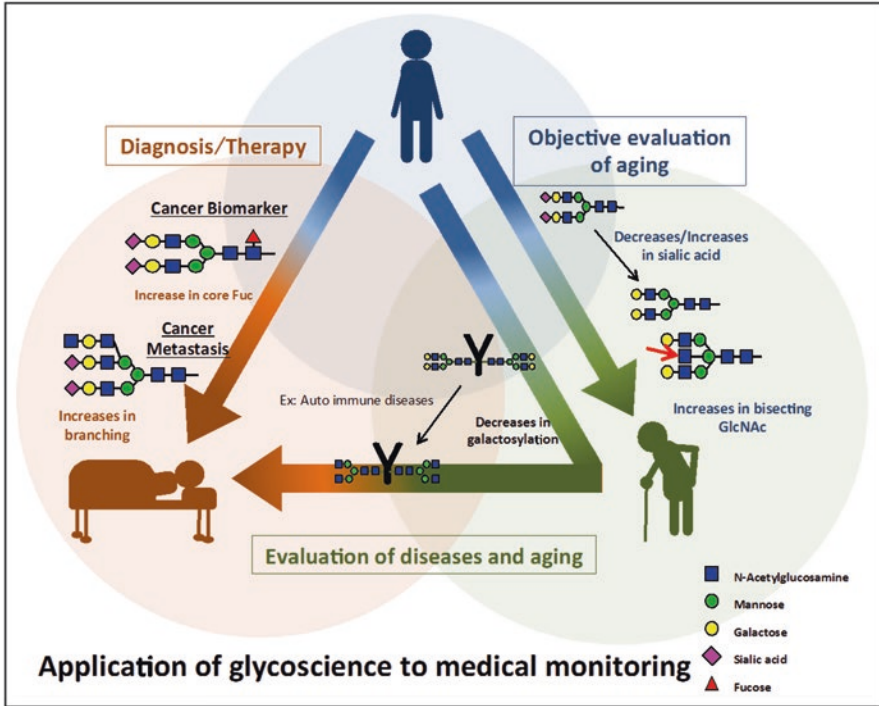 Diagnosis/Therapy
Cancer Biomarker
Increase in core Fuc
Cancer
Metastasis
Increases in
branching
Objective evaluation
of aging
Decreases/Increases
in sialic acid
Increases in bisecting
GlcNAc
Ex: Auto immune diseases
Decreases in
galactosylation
Evaluation of diseases and aging
N-Acetylglucosamine
Mannose
Galactose
Sialic acid
Fucose
Application of glycoscience to medical monitoring